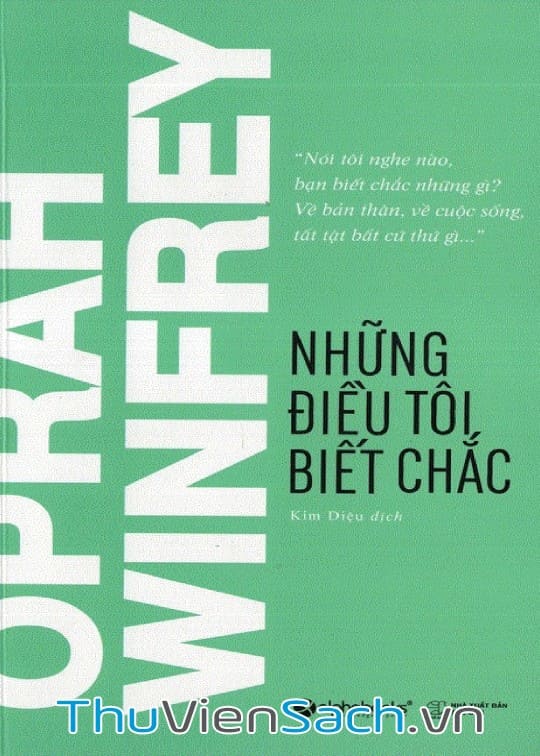 OPRAH
WINFREY
“Nói tôi nghe nào,
bạn biết chắc những gì?
Về bản thân, về cuộc sống,
tất tật bất cứ thứ gì...”
NHỮNG
ĐIỀU TÔI
BIẾT CHẮC
Kim Diệu dịch
NHÀ XUẤT BẢN
ThuVienSach.vn